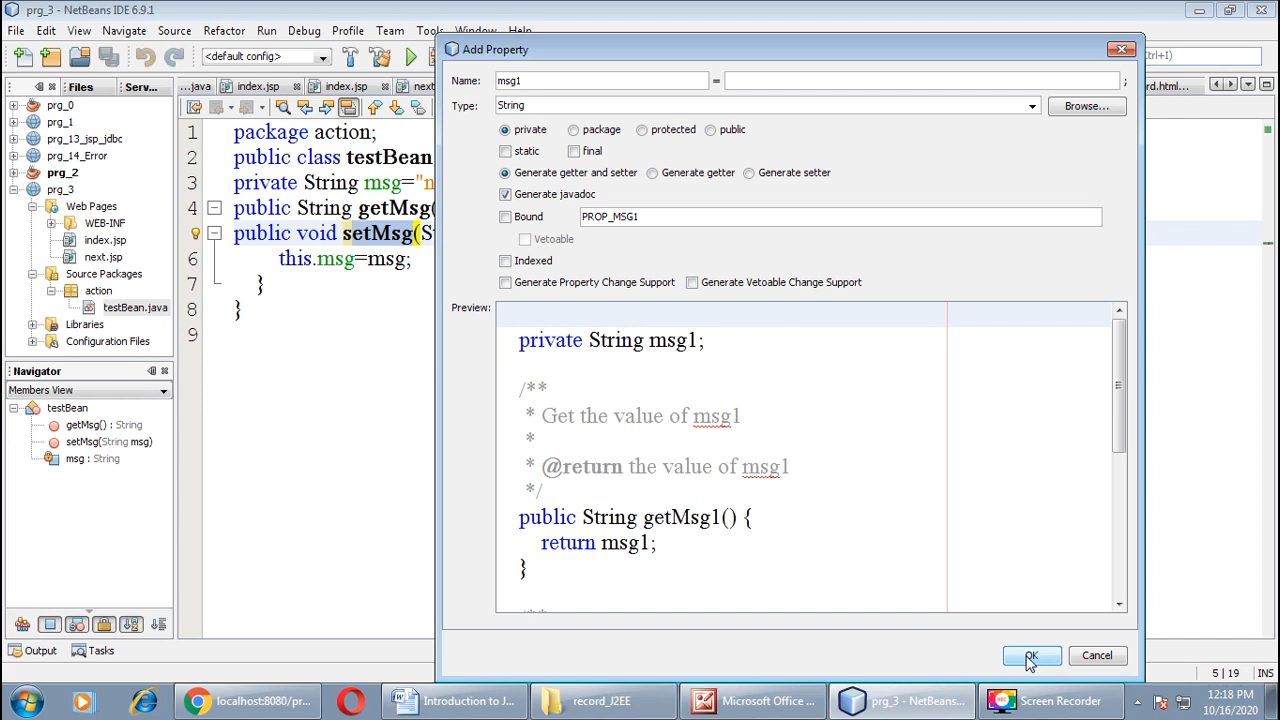 prg_3 - NetBeans IDE 6.9.1
File Edit View Navigate Source Refactor Run Debug Profile Team Tools
<default config>
Ctrl+I)
Files Serv...
...java index.jsp index.jsp next rd.html...
prg_0
prg_1
prg_13_jsp_jdbc
prg_14_Error
prg_2
prg_3
Web Pages
WEB-INF
index.jsp
next.jsp
Source Packages
action
testBean.java
Libraries
Configuration Files
Navigator
Members View
testBean
getMsg() : String
setMsg(String msg)
msg : String
Output Tasks
1 package action;
2 public class testBean
3 private String msg="n
4 public String getMsg(
5 public void setMsg(S
6 this.msg=msg;
7 }
8 }
9
Add Property
Name: msg1 = ;
Type: String Browse...
private package protected public
static final
Generate getter and setter Generate getter Generate setter
Generate javadoc
Bound PROP_MSG1
Vetoable
Indexed
Generate Property Change Support Generate Vetoable Change Support
Preview:
private String msg1;
/**
* Get the value of msg1
*
* @return the value of msg1
*/
public String getMsg1() {
return msg1;
}
OK Cancel
5 | 19 INS
localhost:8080/pr... Introduction to J... record_J2EE Microsoft Office ... prg_3 - NetBeans... Screen Recorder
12:18 PM
10/16/2020